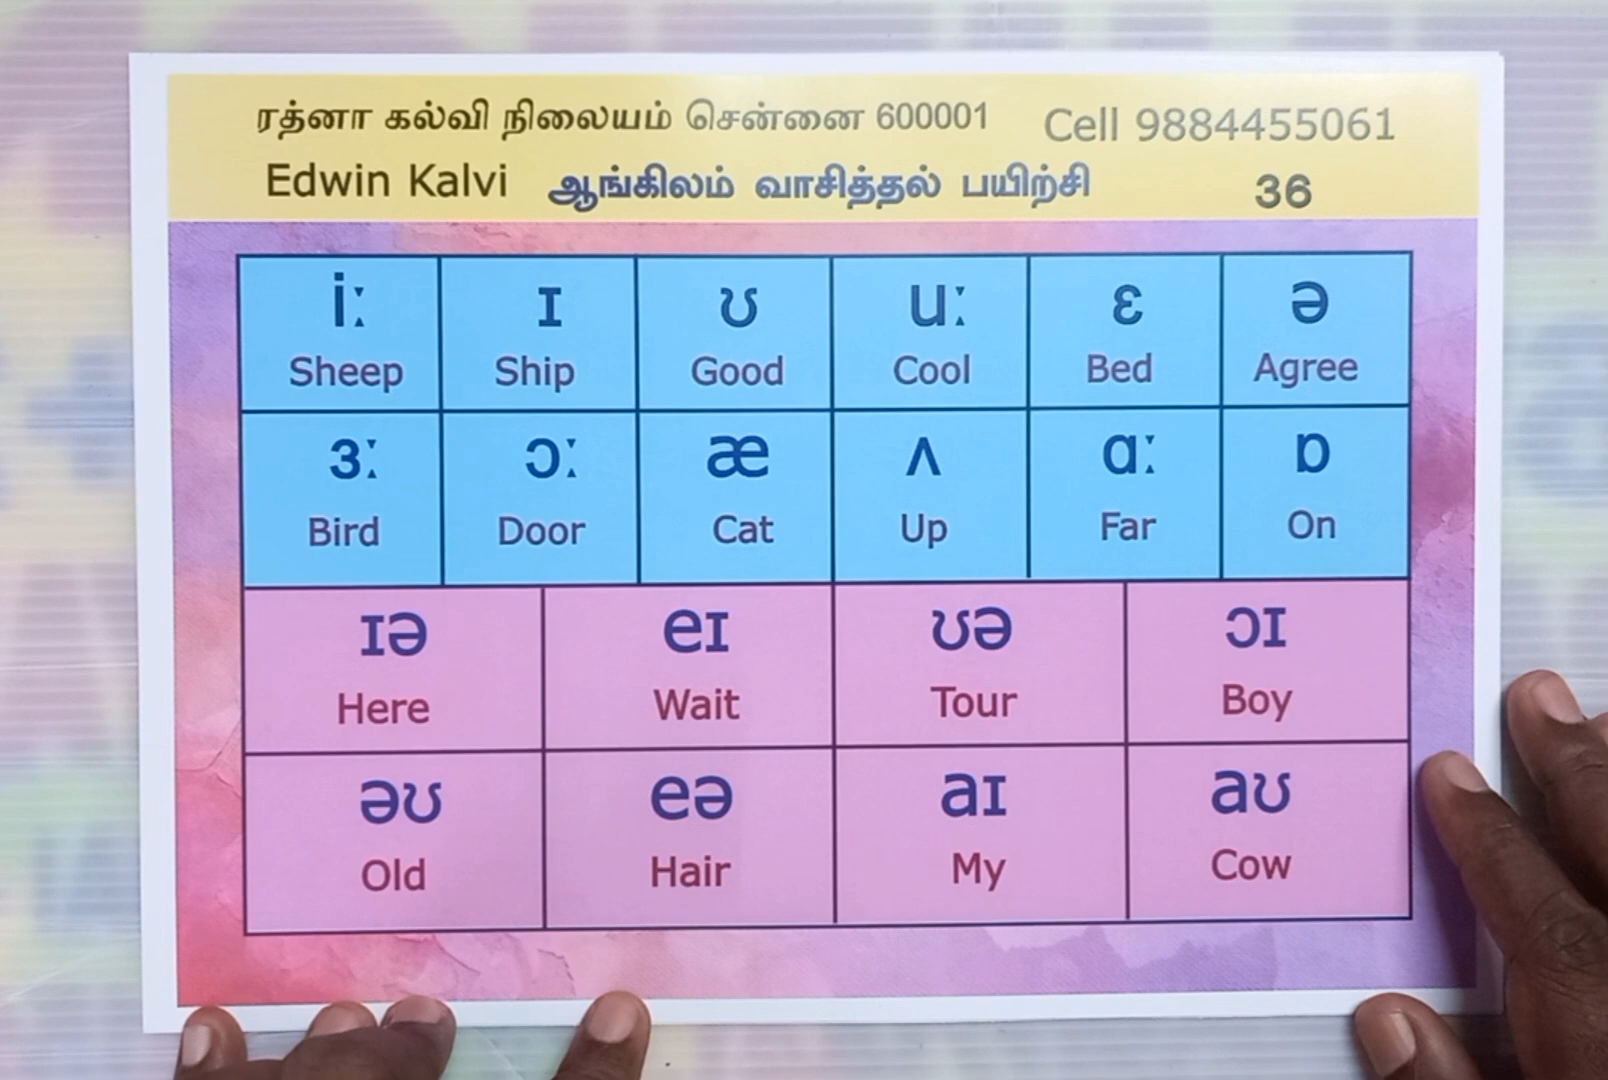 ரத்னா கல்வி நிலையம் சென்னை 600001 Cell 9884455061
Edwin Kalvi ஆங்கிலம் வாசித்தல் பயிற்சி 36
iː ɪ ʊ uː ɛ ə
Sheep Ship Good Cool Bed Agree
ɜː ɔː æ ʌ ɑː ɒ
Bird Door Cat Up Far On
ɪə eɪ ʊə ɔɪ
Here Wait Tour Boy
əʊ eə aɪ aʊ
Old Hair My Cow